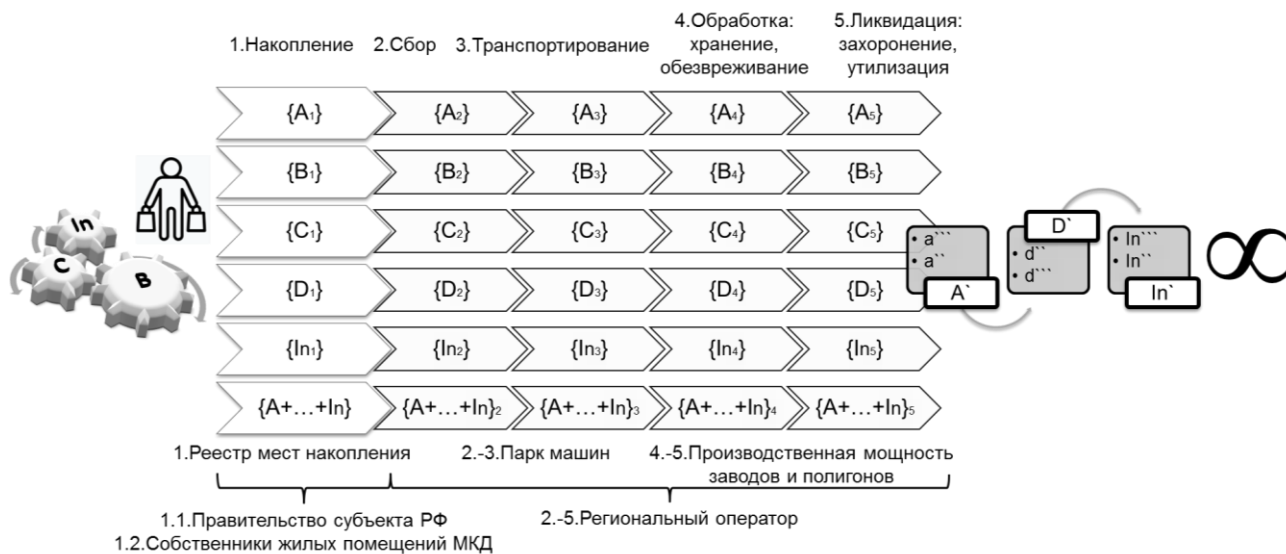 1.Накопление
2.Сбор
3.Транспортирование
4.Обработка:
хранение,
обезвреживание
5.Ликвидация:
захоронение,
утилизация
{A1} {A2} {A3} {A4} {A5}
{B1} {B2} {B3} {B4} {B5}
{C1} {C2} {C3} {C4} {C5}
{D1} {D2} {D3} {D4} {D5}
{In1} {In2} {In3} {In4} {In5}
{A+…+In} {A+…+In}2 {A+…+In}3 {A+…+In}4 {A+…+In}5
In
C
B
• a```
• a``
A`
D`
• d``
• d```
• In```
• In``
In`
∞
1.Реестр мест накопления
2.-3.Парк машин
4.-5.Производственная мощность
заводов и полигонов
1.1.Правительство субъекта РФ
1.2.Собственники жилых помещений МКД
2.-5.Региональный оператор